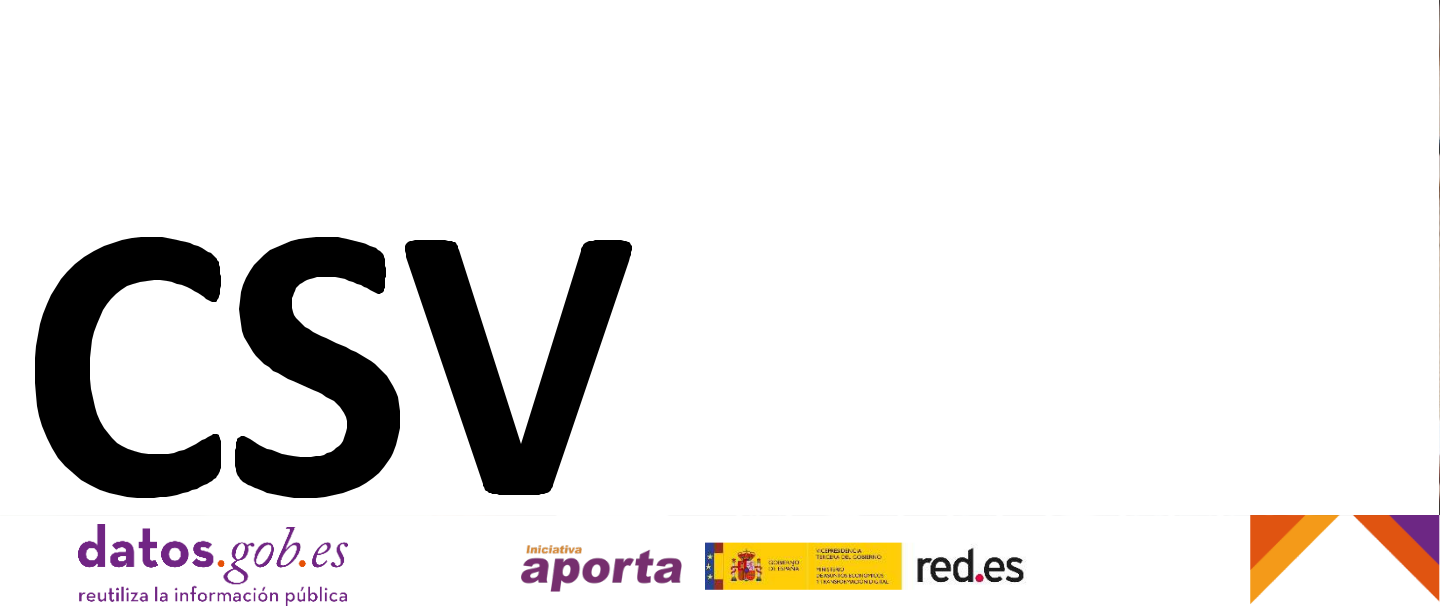 CSV
datos.gob.es
reutiliza la información pública
Iniciativa
aporta
GOBIERNO
DE ESPAÑA
VICEPRESIDENCIA
TERCERA DEL GOBIERNO
MINISTERIO
DE ASUNTOS ECONÓMICOS
Y TRANSFORMACIÓN DIGITAL
red.es